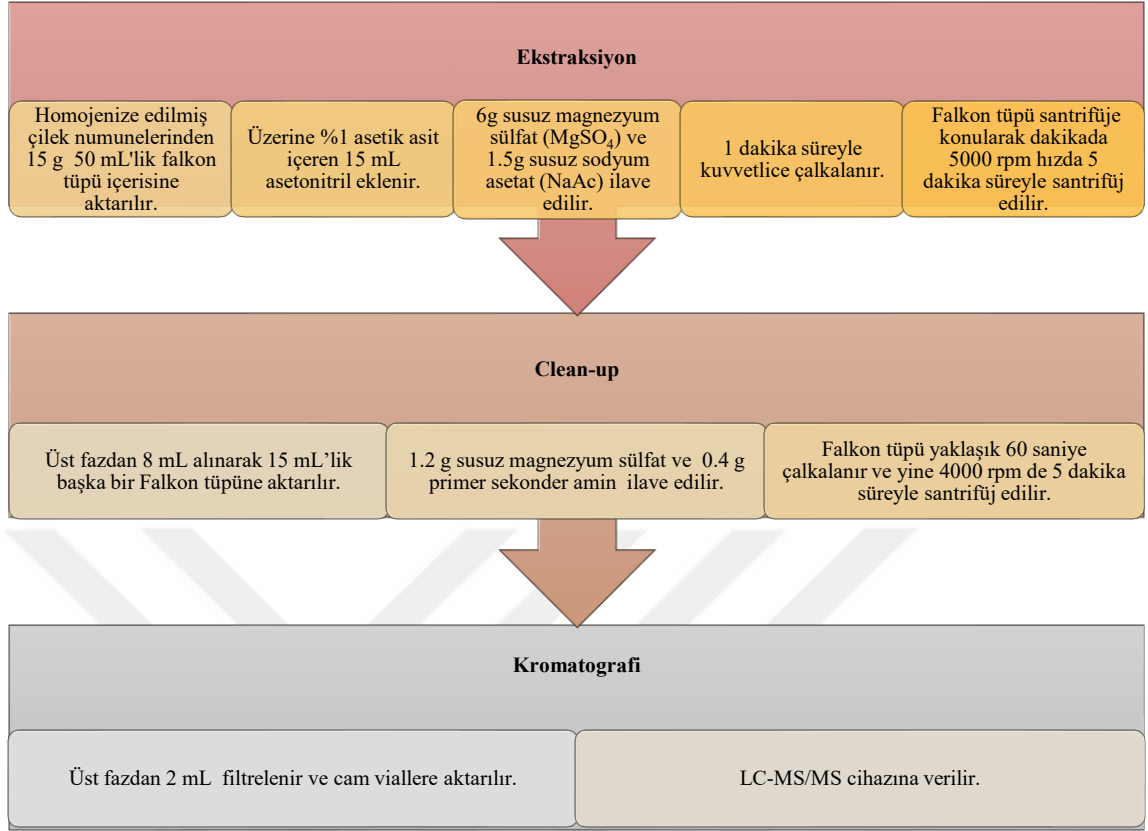 Ekstraksiyon
Homojenize edilmiş
çilek numunelerinden
15 g 50 mL'lik falkon
tüpü içerisine
aktarılır.
Üzerine %1 asetik asit
içeren 15 mL
asetonitril eklenir.
6g susuz magnezyum
sülfat (MgSO₄) ve
1.5g susuz sodyum
asetat (NaAc) ilave
edilir.
1 dakika süreyle
kuvvetlice çalkalanır.
Falkon tüpü santrifüje
konularak dakikada
5000 rpm hızda 5
dakika süreyle santrifüj
edilir.
Clean-up
Üst fazdan 8 mL alınarak 15 mL’lik
başka bir Falkon tüpüne aktarılır.
1.2 g susuz magnezyum sülfat ve 0.4 g
primer sekonder amin ilave edilir.
Falkon tüpü yaklaşık 60 saniye
çalkalanır ve yine 4000 rpm de 5 dakika
süreyle santrifüj edilir.
Kromatografi
Üst fazdan 2 mL filtrelenir ve cam viallere aktarılır.
LC-MS/MS cihazına verilir.